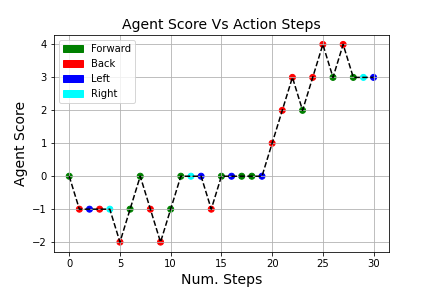 Agent Score Vs Action Steps
Agent Score
4
3
2
1
0
−1
−2
Forward
Back
Left
Right
0 5 10 15 20 25 30
Num. Steps